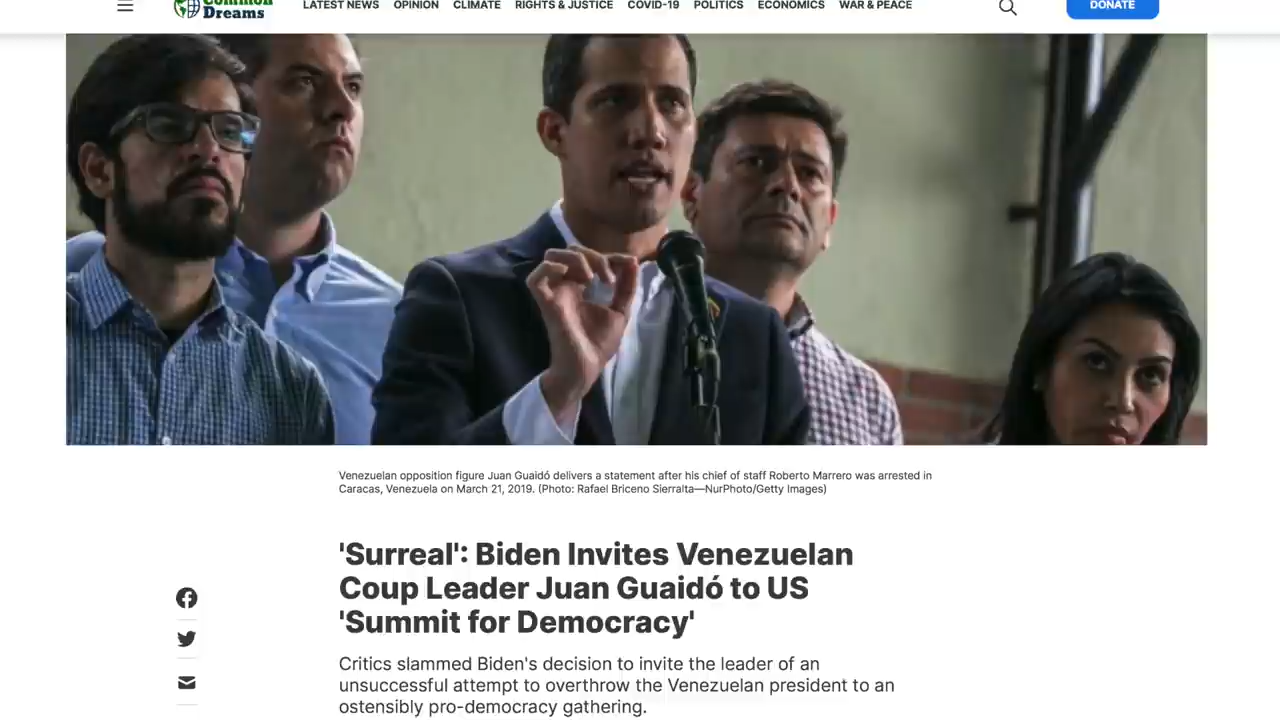 Common
Dreams
LATEST NEWS OPINION CLIMATE RIGHTS & JUSTICE COVID-19 POLITICS ECONOMICS WAR & PEACE
DONATE
Venezuelan opposition figure Juan Guaidó delivers a statement after his chief of staff Roberto Marrero was arrested in
Caracas, Venezuela on March 21, 2019. (Photo: Rafael Briceno Sierralta—NurPhoto/Getty Images)
'Surreal': Biden Invites Venezuelan
Coup Leader Juan Guaidó to US
'Summit for Democracy'
Critics slammed Biden's decision to invite the leader of an
unsuccessful attempt to overthrow the Venezuelan president to an
ostensibly pro-democracy gathering.